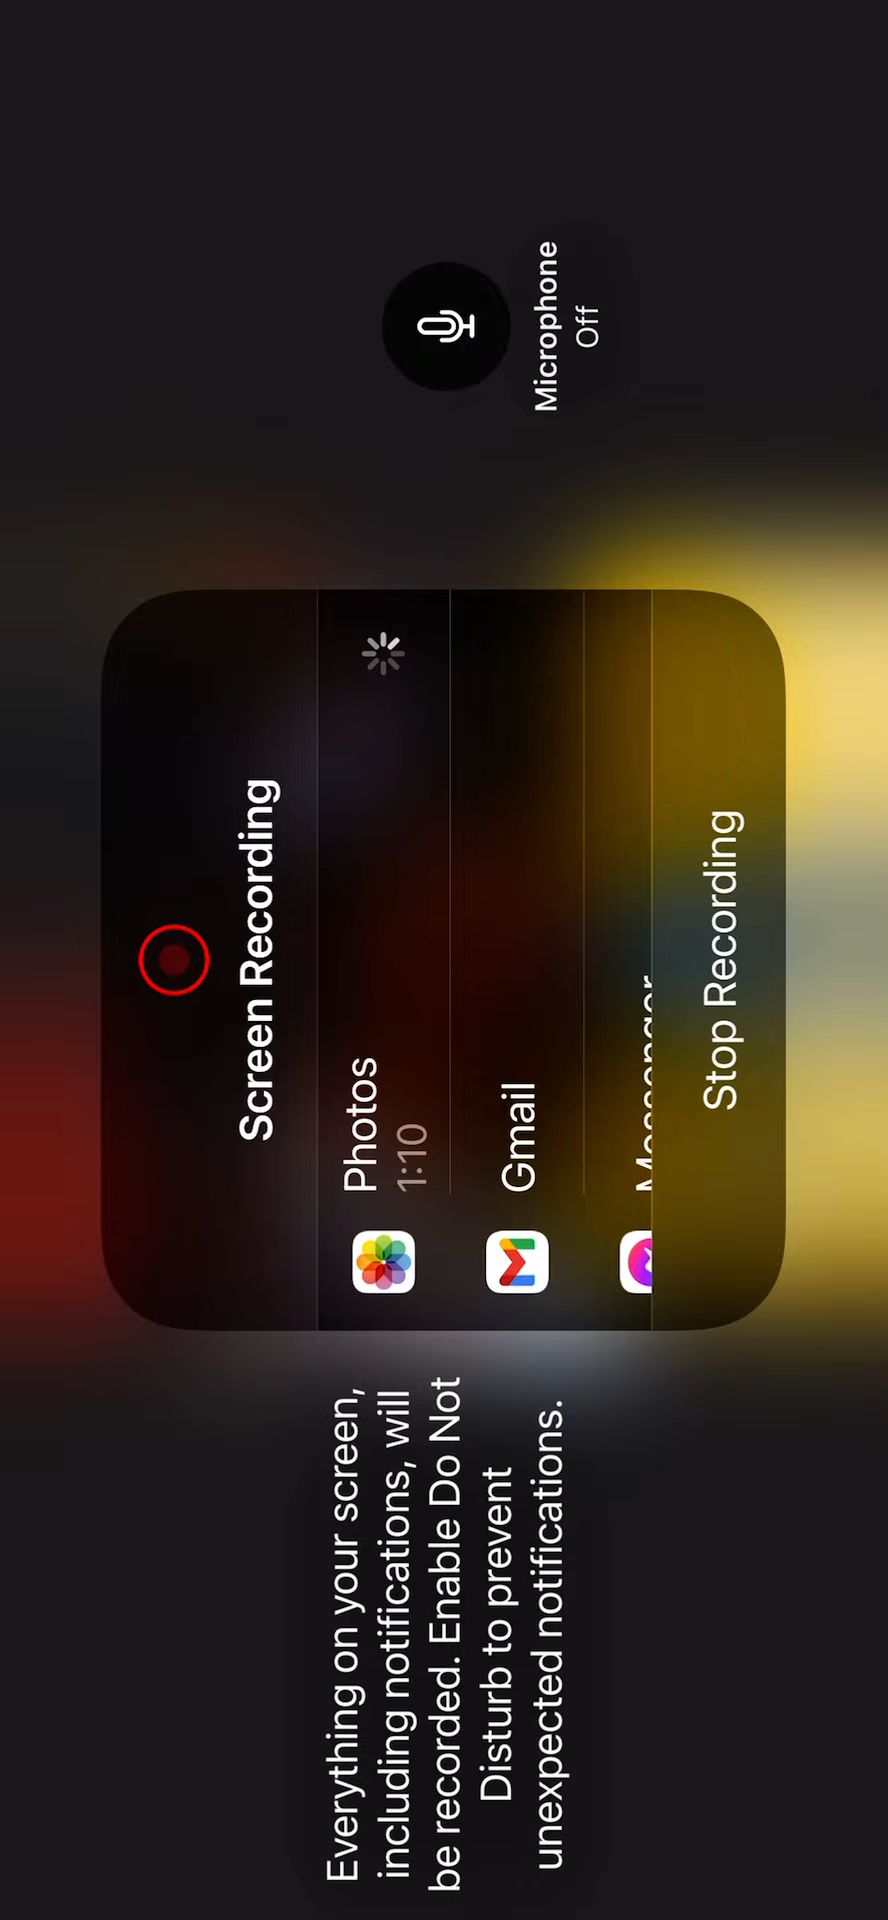 Everything on your screen,
including notifications, will
be recorded. Enable Do Not
Disturb to prevent
unexpected notifications.
Screen Recording
Photos
1:10
Gmail
Messenger
Stop Recording
Microphone
Off